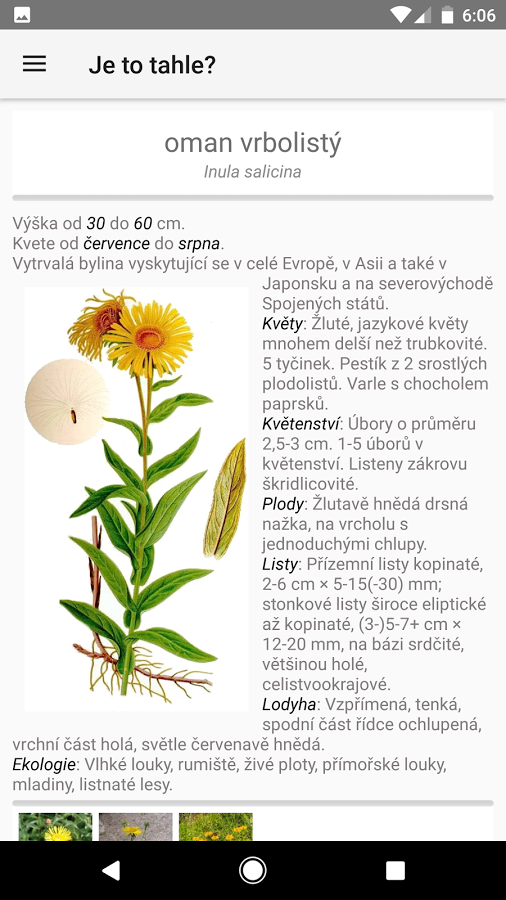 6:06
Je to tahle?
oman vrbolistý
Inula salicina
Výška od 30 do 60 cm.
Kvete od července do srpna.
Vytrvalá bylina vyskytující se v celé Evropě, v Asii a také v
Japonsku a na severovýchodě
Spojených států.
Květy: Žluté, jazykové květy
mnohem delší než trubkovité.
5 tyčinek. Pestík z 2 srostlých
plodolistů. Varle s chocholem
paprsků.
Květenství: Úbory o průměru
2,5-3 cm. 1-5 úborů v
květenství. Listeny zákrovu
škridlicovité.
Plody: Žlutavě hnědá drsná
nažka, na vrcholu s
jednoduchými chlupy.
Listy: Přízemní listy kopinaté,
2-6 cm × 5-15(-30) mm;
stonkové listy široce eliptické
až kopinaté, (3-)5-7+ cm ×
12-20 mm, na bázi srdčité,
většinou holé,
celistvookrajové.
Lodyha: Vzpřímená, tenká,
spodní část řídce ochlupená,
vrchní část holá, světle červenavě hnědá.
Ekologie: Vlhké louky, rumiště, živé ploty, přímořské louky,
mladiny, listnaté lesy.